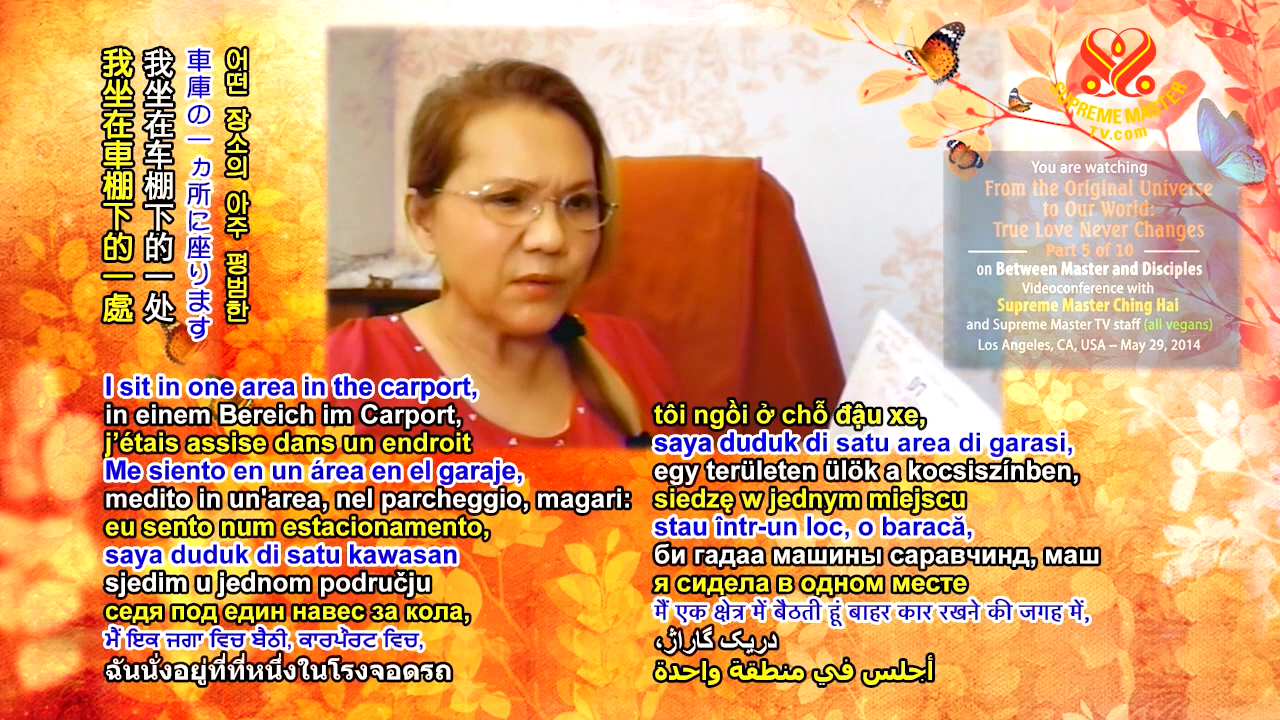 我坐在車棚下的一處
我坐在车棚下的一处
車庫の一ヵ所に座ります
어떤 장소의 아주 평범한
SUPREME MASTER
TV.com
You are watching
From the Original Universe
to Our World:
True Love Never Changes
Part 5 of 10
on Between Master and Disciples
Videoconference with
Supreme Master Ching Hai
and Supreme Master TV staff (all vegans)
Los Angeles, CA, USA – May 29, 2014
I sit in one area in the carport,
in einem Bereich im Carport,
j’étais assise dans un endroit
Me siento en un área en el garaje,
medito in un'area, nel parcheggio, magari:
eu sento num estacionamento,
saya duduk di satu kawasan
sjedim u jednom području
седя под един навес за кола,
ਮੈਂ ਇਕ ਜਗਾ ਵਿਚ ਬੈਠੀ, ਕਾਰਪੋਰਟ ਵਿਚ,
ฉันนั่งอยู่ที่ที่หนึ่งในโรงจอดรถ
tôi ngồi ở chỗ đậu xe,
saya duduk di satu area di garasi,
egy területen ülök a kocsiszínben,
siedzę w jednym miejscu
stau într-un loc, o baracă,
би гадаа машины саравчинд, маш
я сидела в одном месте
मैं एक क्षेत्र में बैठती हूं बाहर कार रखने की जगह में,
دریک گاراژ،
أجلس في منطقة واحدة